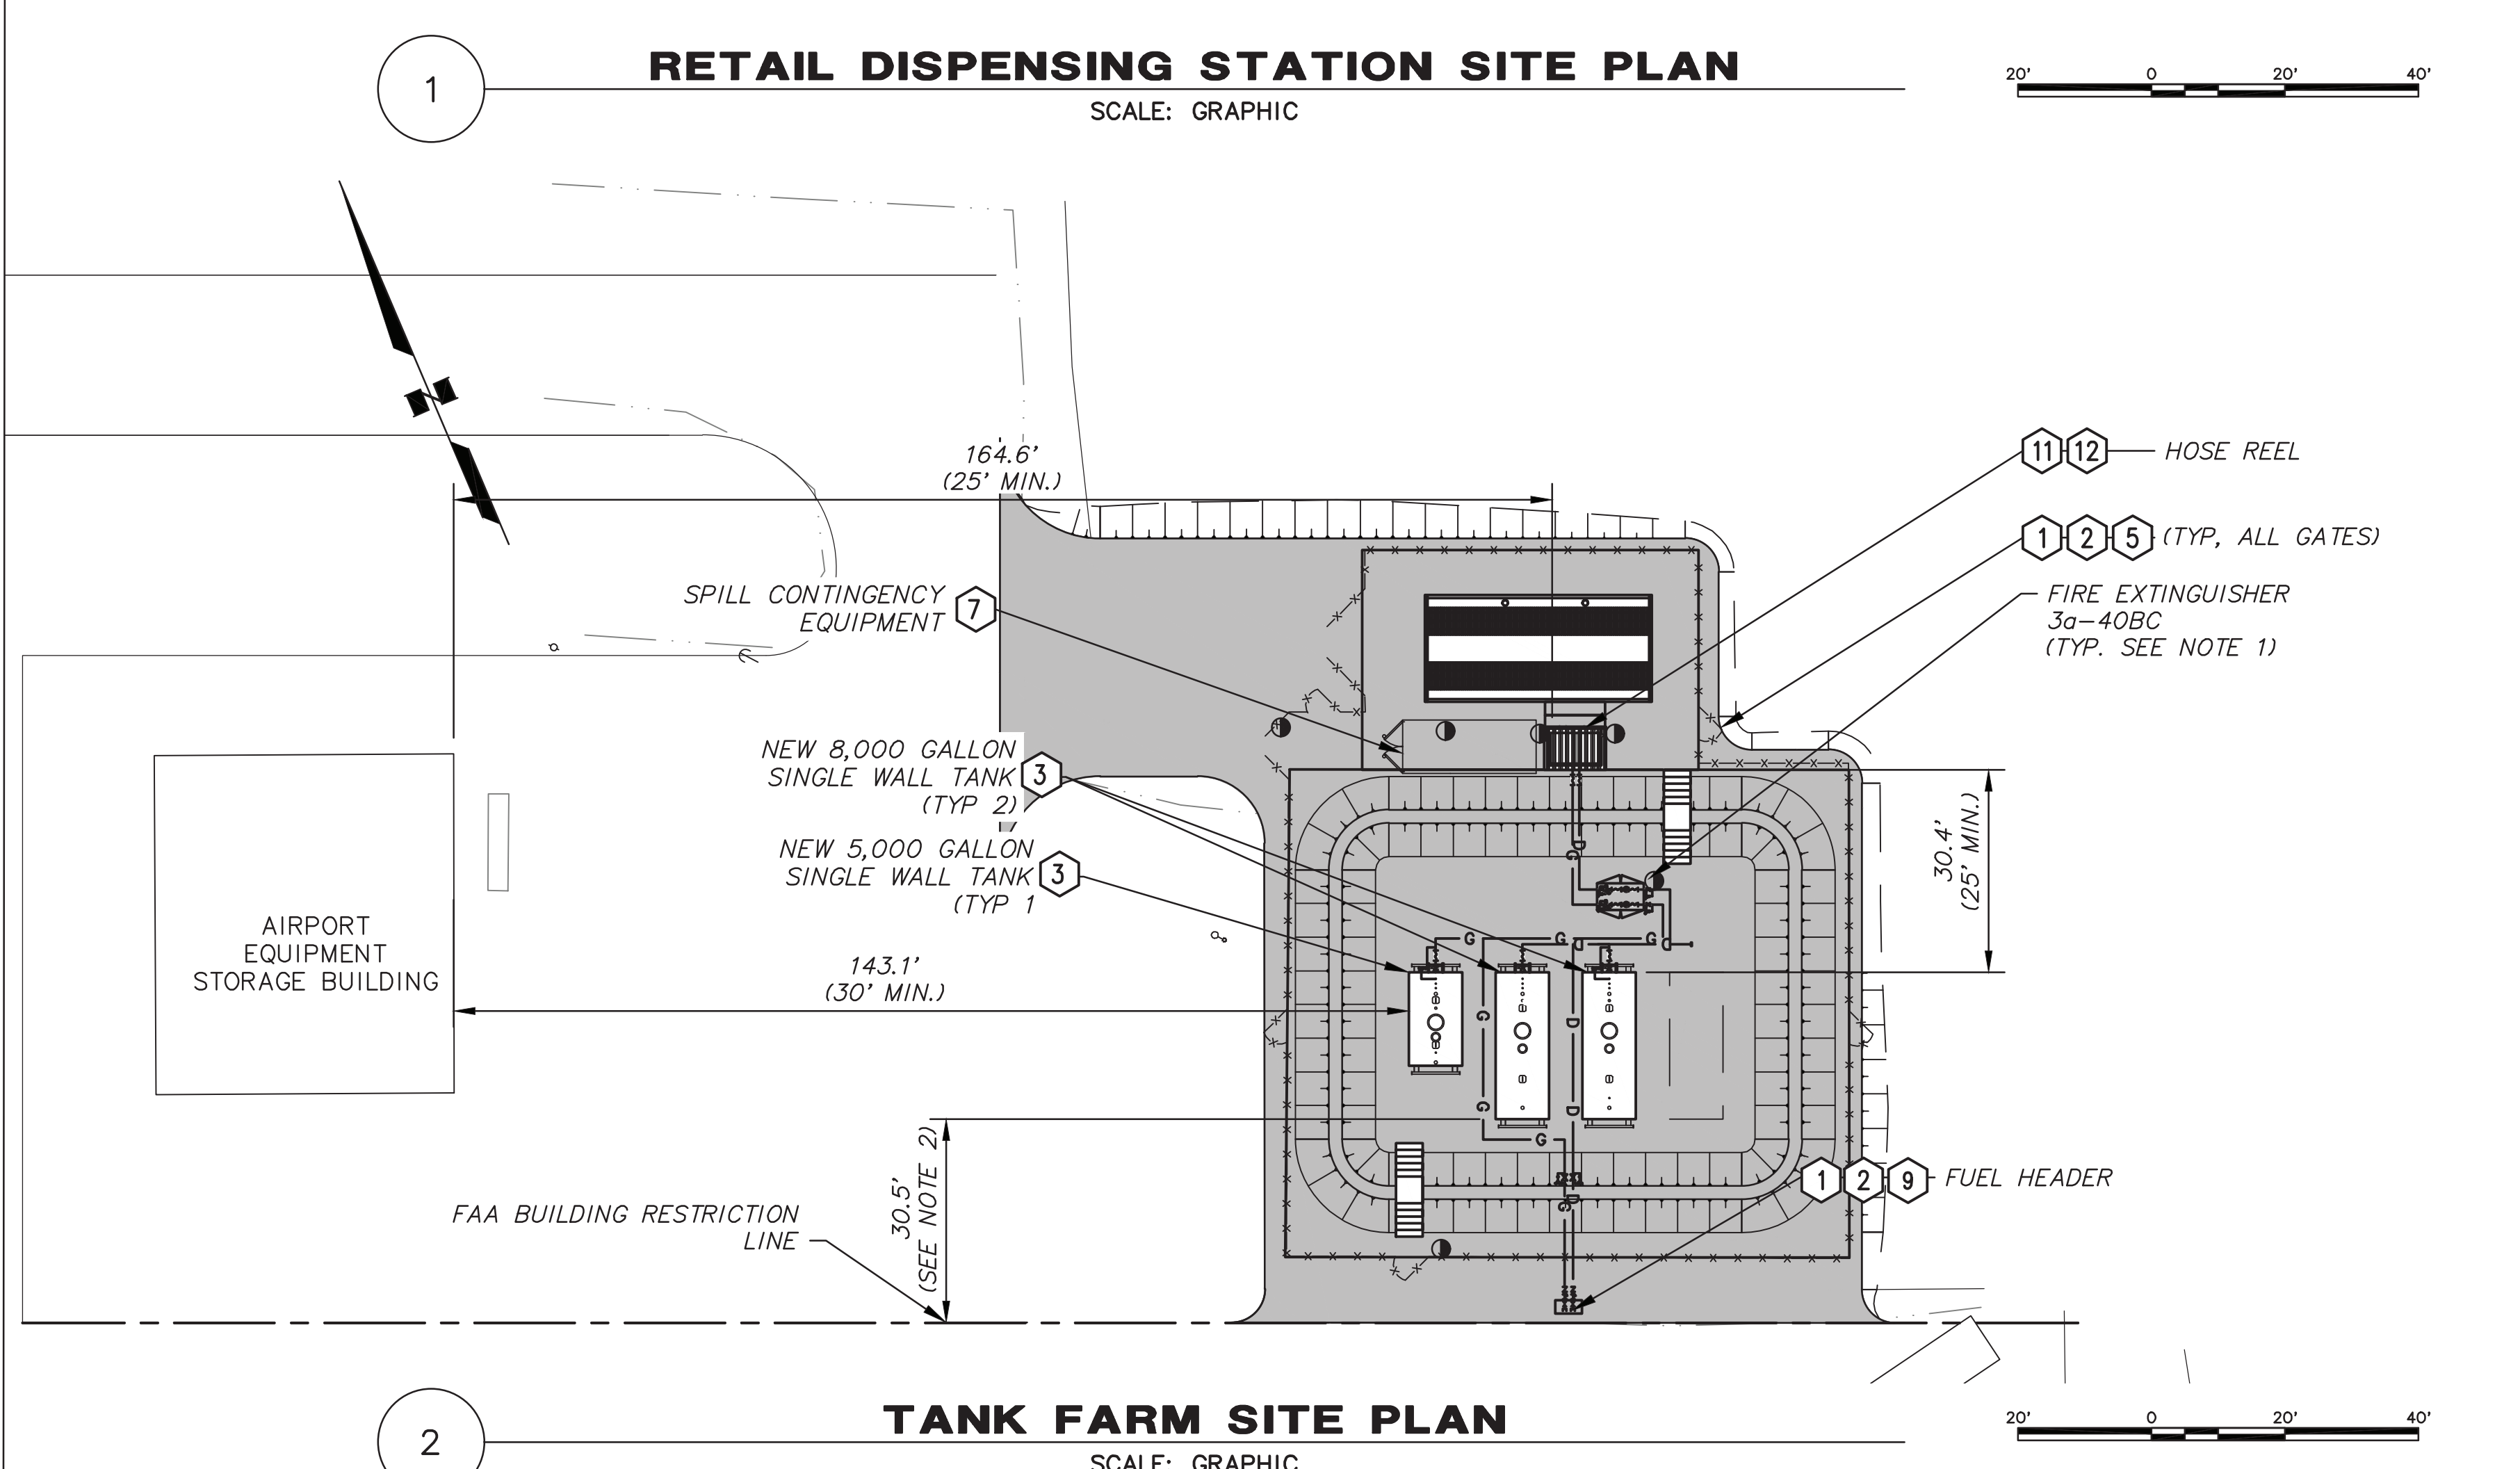 1
RETAIL DISPENSING STATION SITE PLAN
SCALE: GRAPHIC
20' 0 20' 40'
N
164.6'
(25' MIN.)
11 12 HOSE REEL
1 2 5 (TYP, ALL GATES)
FIRE EXTINGUISHER
3a-40BC
(TYP. SEE NOTE 1)
SPILL CONTINGENCY
EQUIPMENT
7
NEW 8,000 GALLON
SINGLE WALL TANK
(TYP 2)
3
NEW 5,000 GALLON
SINGLE WALL TANK
(TYP 1
3
30.4'
(25' MIN.)
AIRPORT
EQUIPMENT
STORAGE BUILDING
143.1'
(30' MIN.)
D
G
G G D G D
G D
G D
G
D
G
30.5'
(SEE NOTE 2)
1 2 9 FUEL HEADER
FAA BUILDING RESTRICTION
LINE
2
TANK FARM SITE PLAN
SCALE: GRAPHIC
20' 0 20' 40'